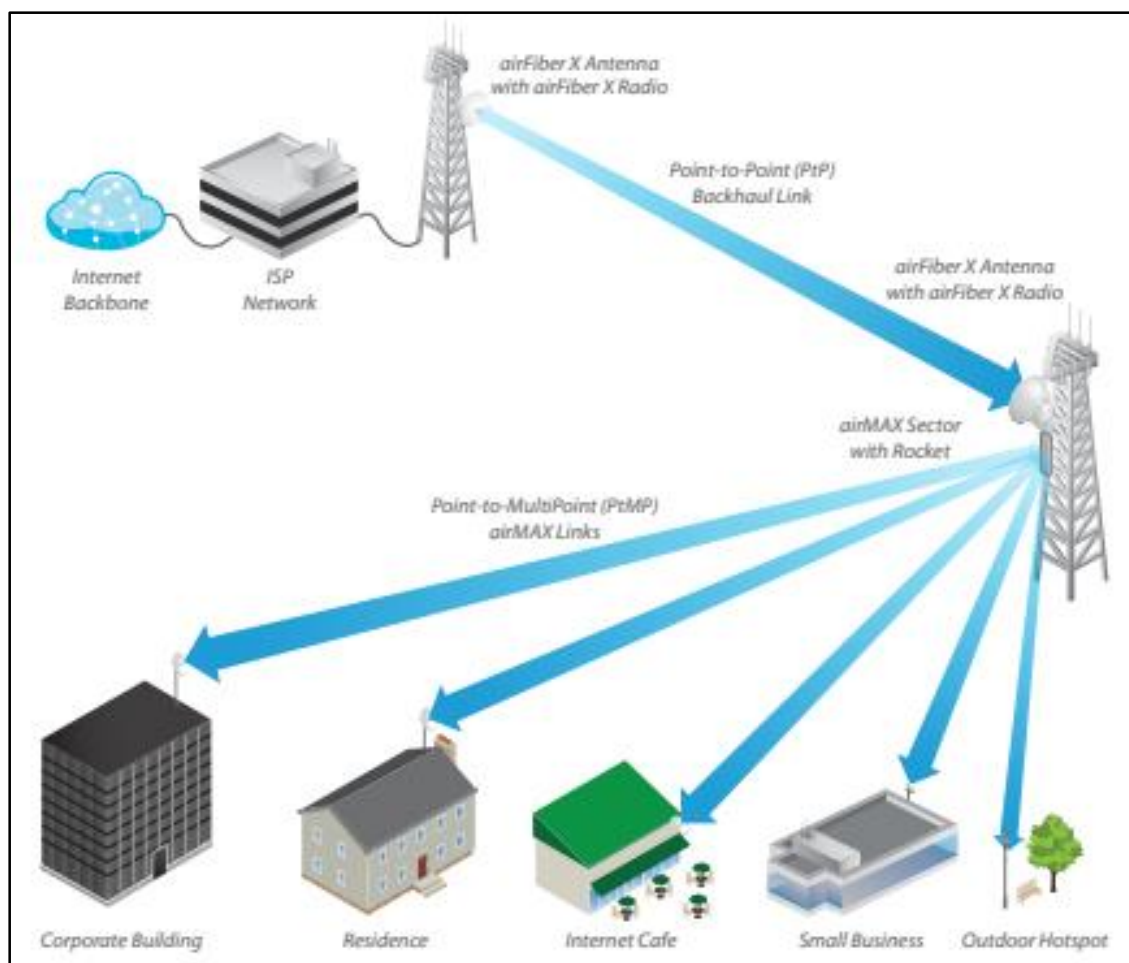 airFiber X Antenna
with airFiber X Radio
Point-to-Point (PtP)
Backhaul Link
Internet
Backbone
ISP
Network
airFiber X Antenna
with airFiber X Radio
airMAX Sector
with Rocket
Point-to-MultiPoint (PtMP)
airMAX Links
Corporate Building
Residence
Internet Cafe
Small Business
Outdoor Hotspot